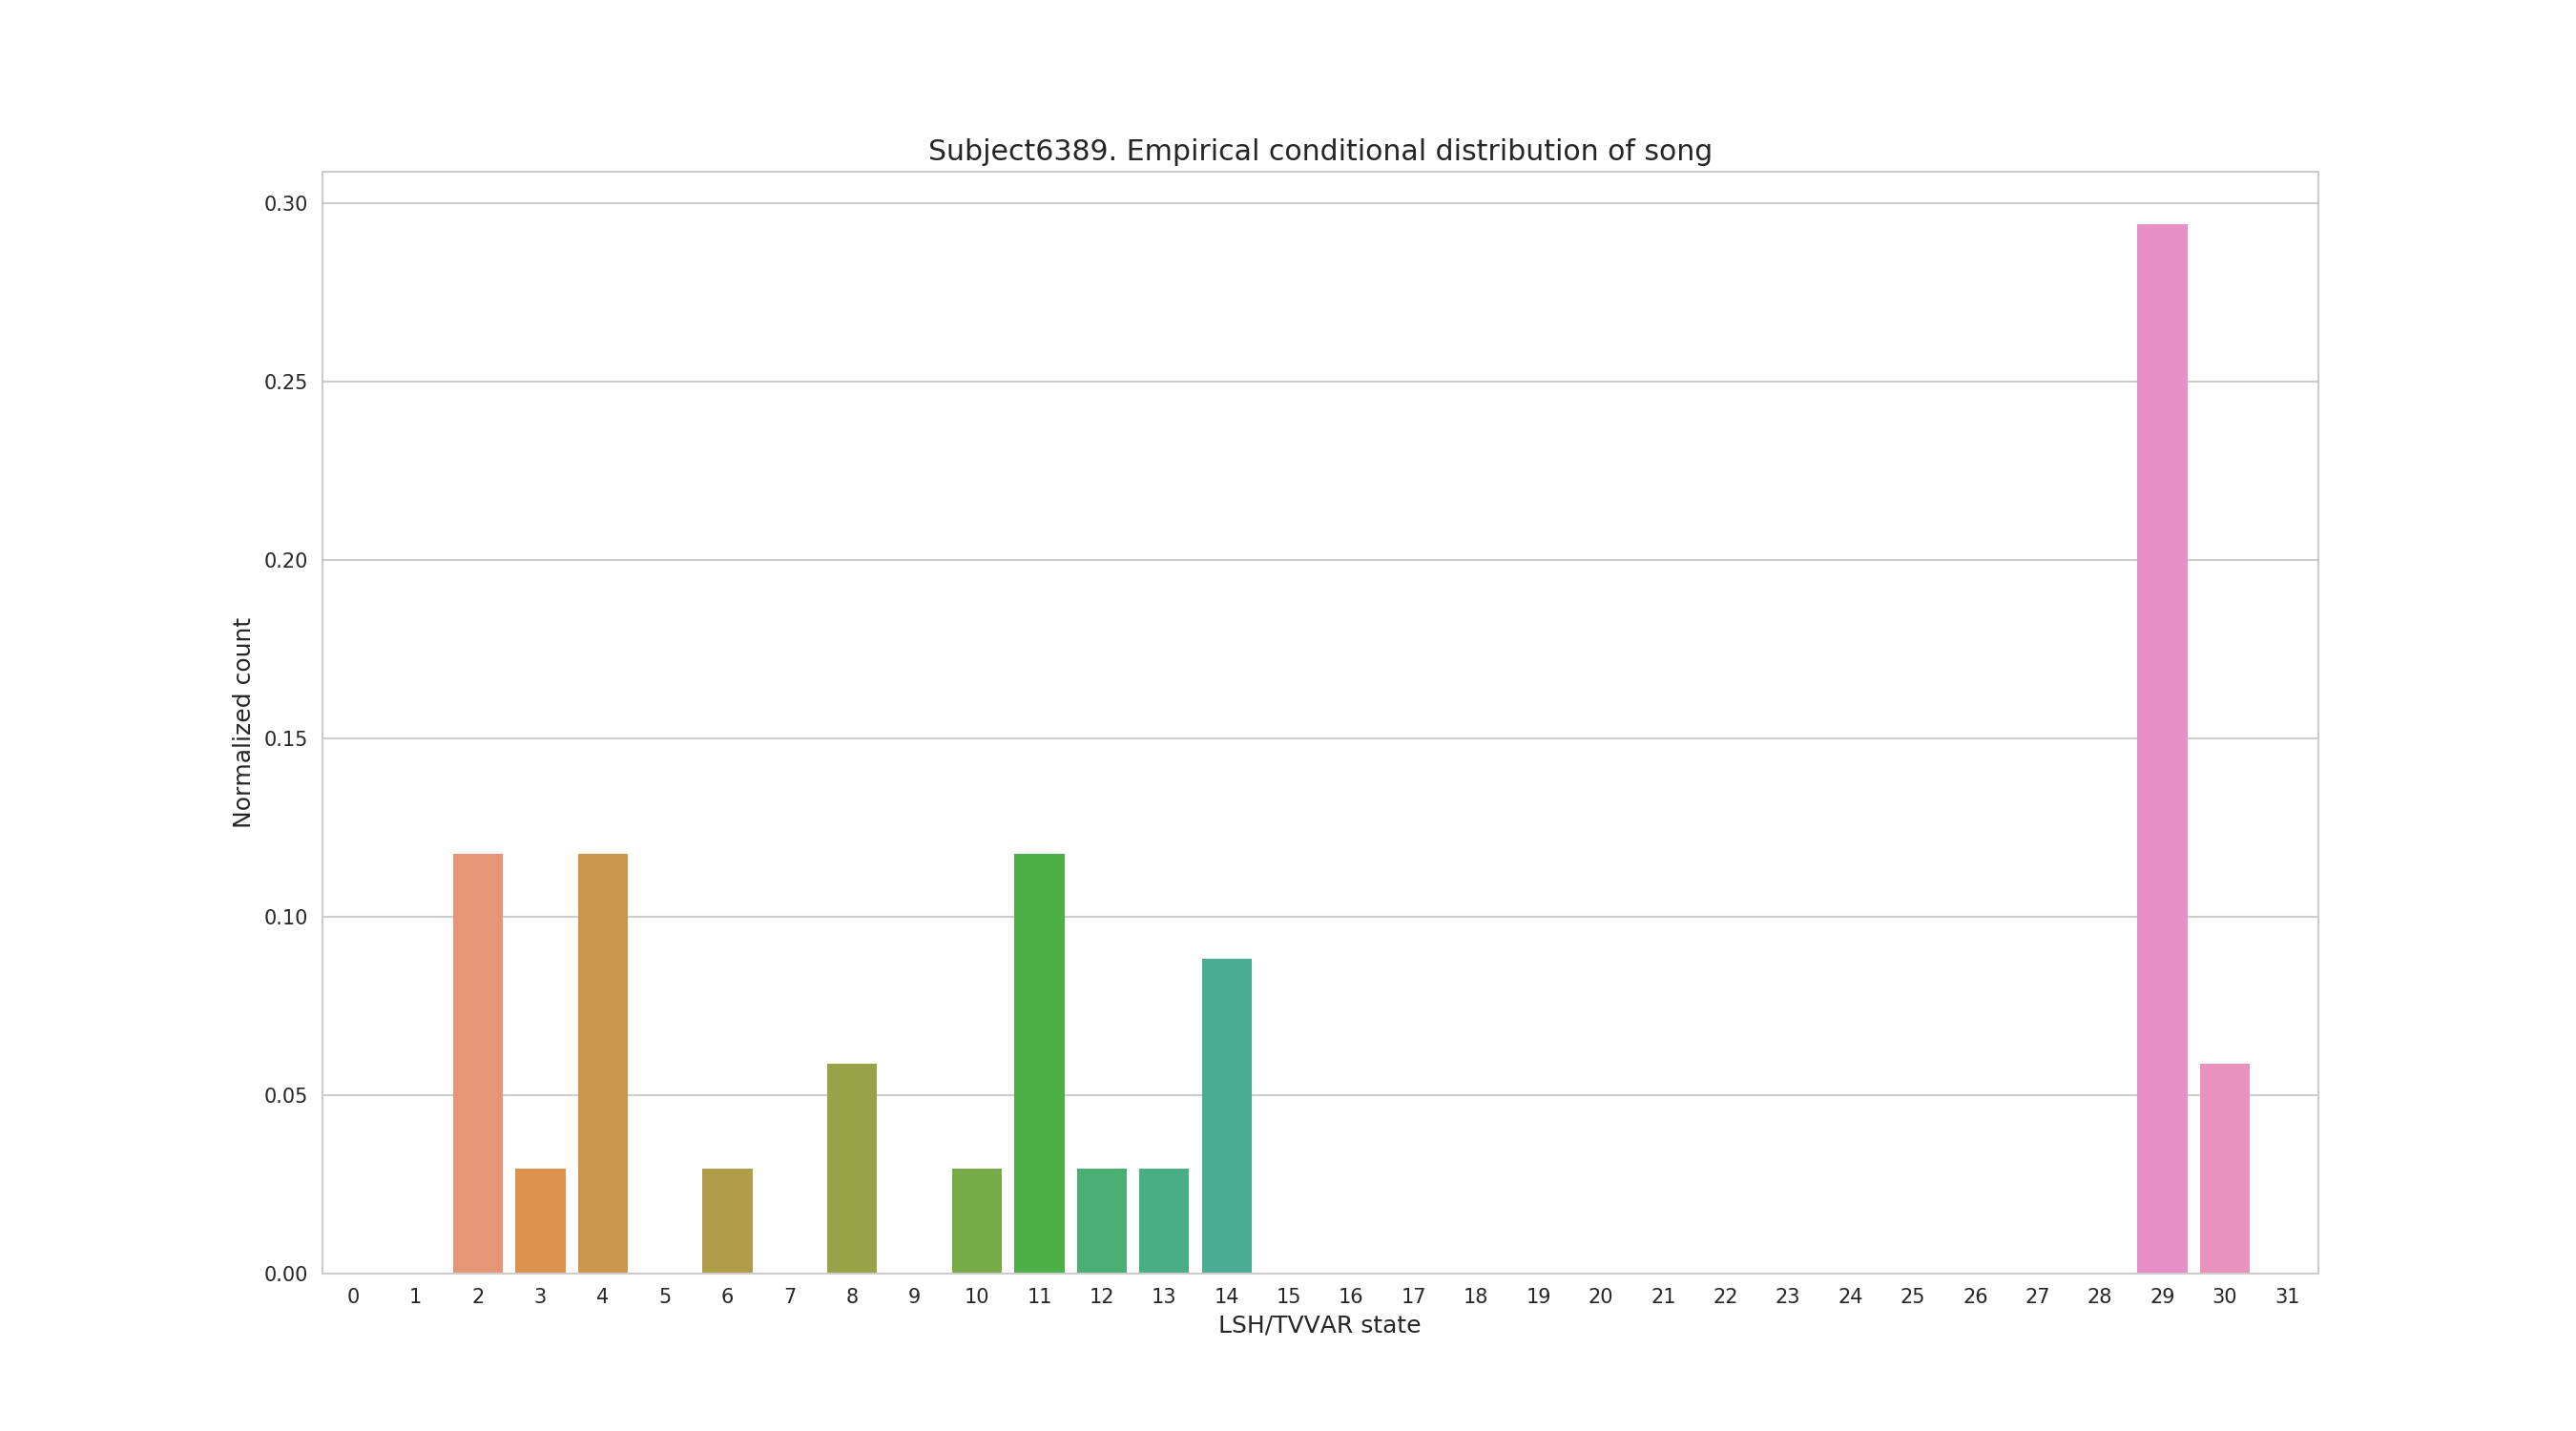 Subject6389. Empirical conditional distribution of song
0.30
0.25
0.20
0.15
0.10
0.05
0.00
Normalized count
0 1 2 3 4 5 6 7 8 9 10 11 12 13 14 15 16 17 18 19 20 21 22 23 24 25 26 27 28 29 30 31
LSH/TVVAR state